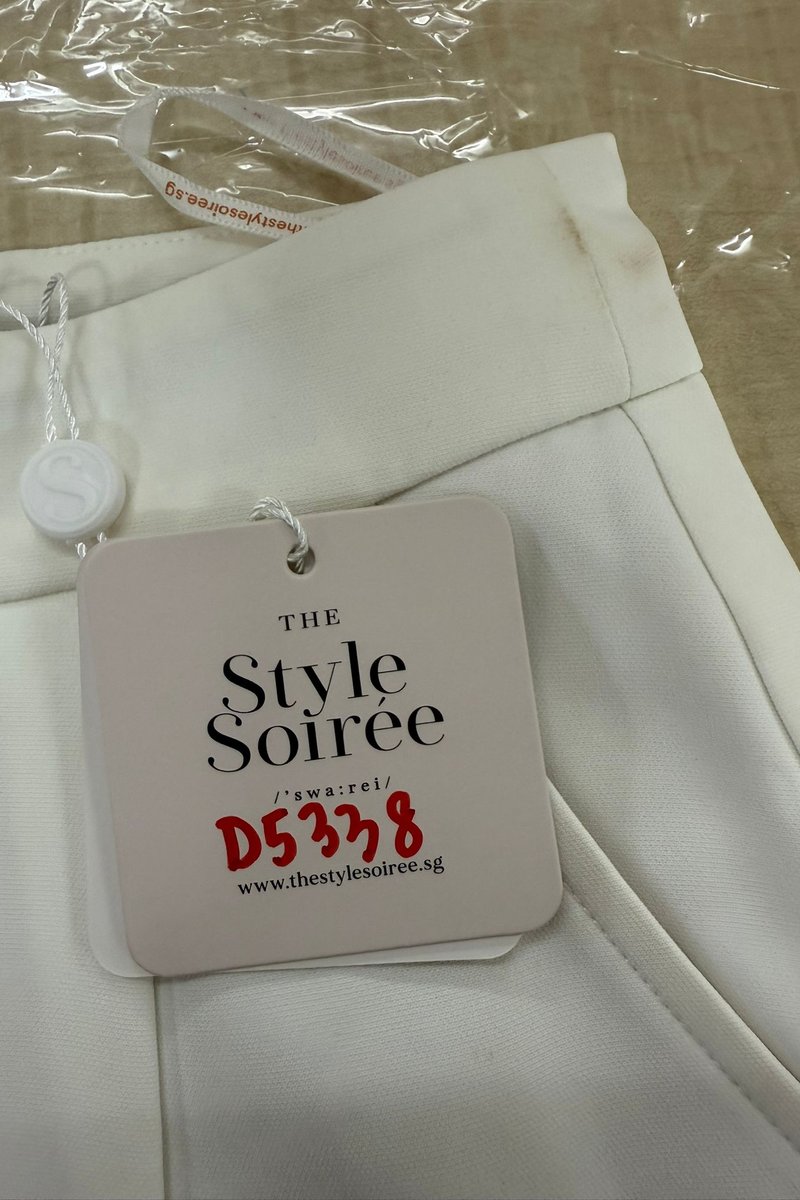 thestylesoiree.sg
S
THE
Style
Soirée
/'swa:rei/
D5338
www.thestylesoiree.sg